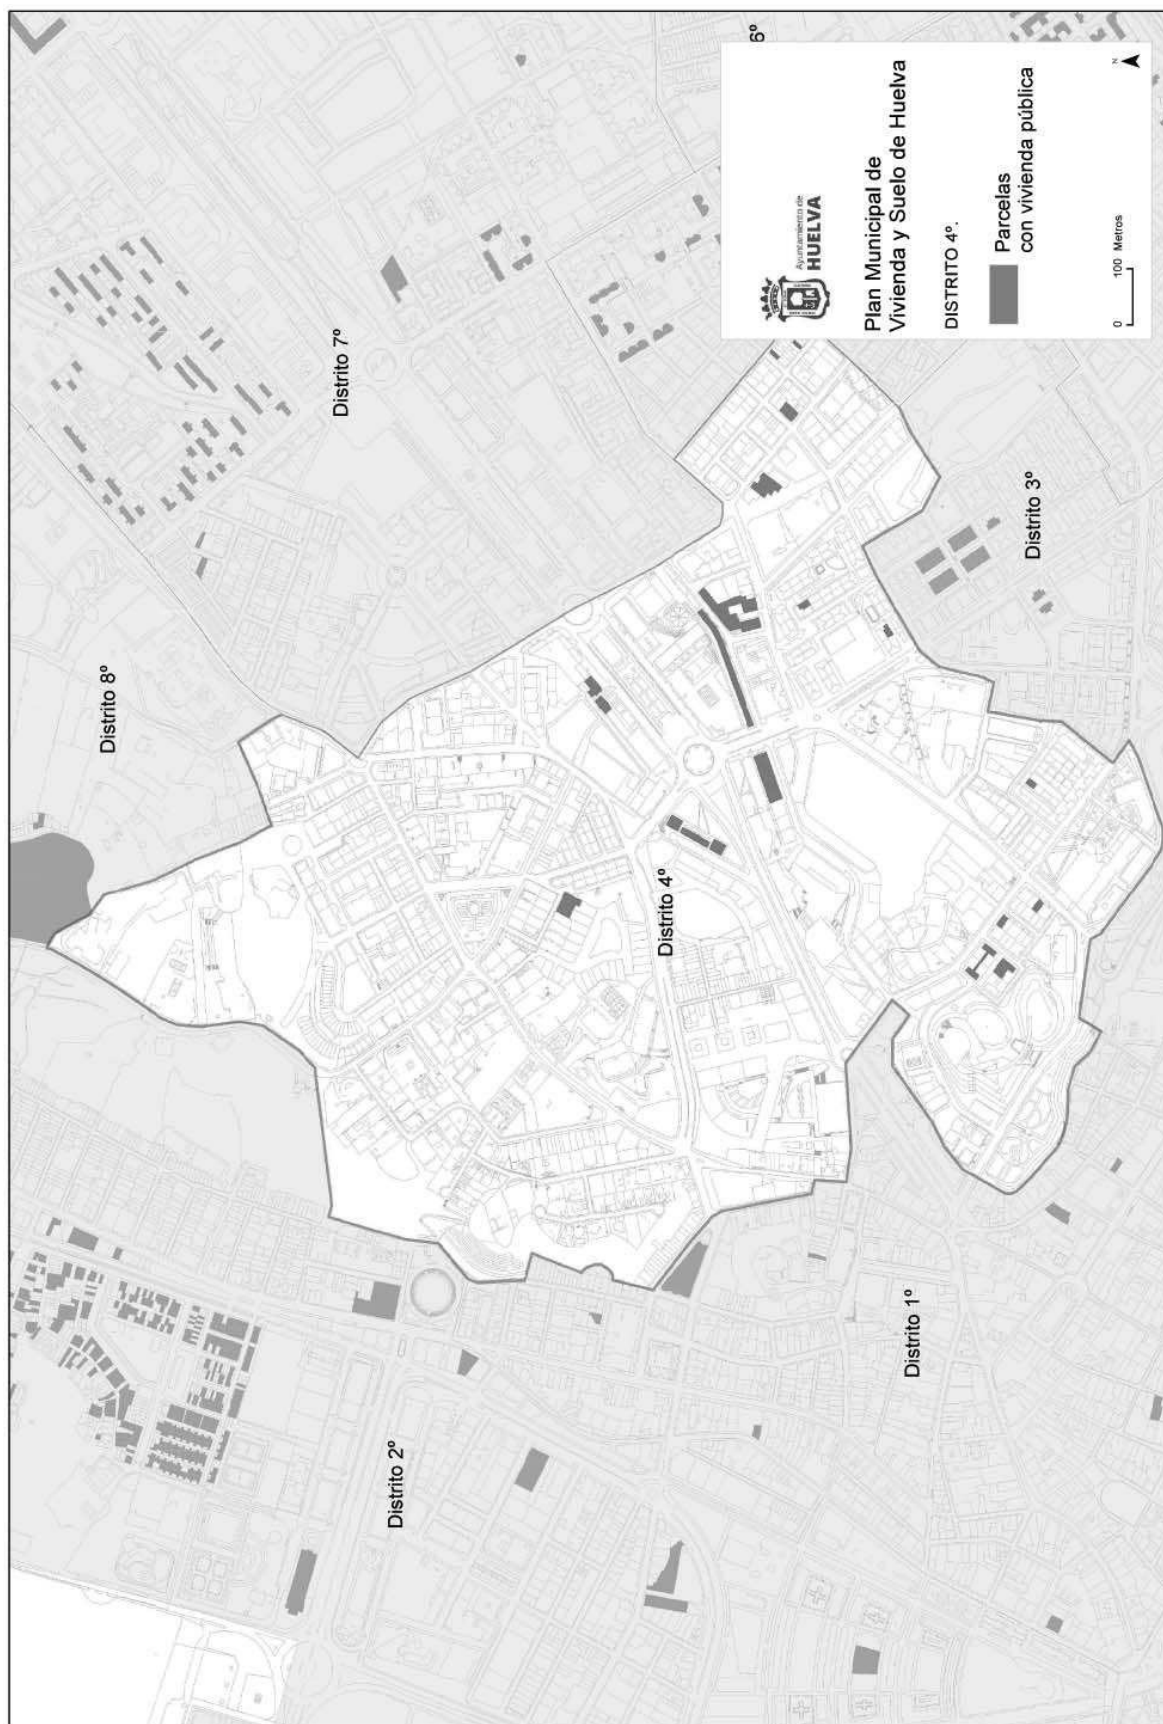 Ayuntamiento de
HUELVA
Plan Municipal de
Vivienda y Suelo de Huelva
DISTRITO 4º.
Parcelas
con vivienda pública
0 100 Metros
N
6º
Distrito 8º
Distrito 7º
Distrito 3º
Distrito 4º
Distrito 2º
Distrito 1º